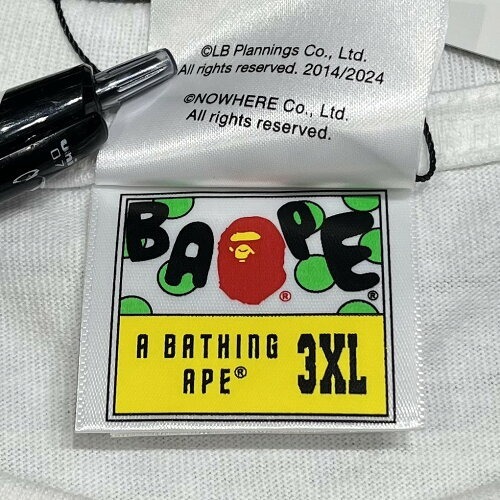 ©LB Plannings Co., Ltd.
All rights reserved. 2014/2024
©NOWHERE Co., Ltd.
All rights reserved.
BAPE
®
®
A BATHING
APE®
3XL
uni